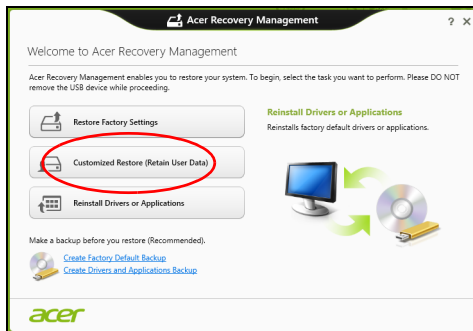 Acer Recovery Management
? X
Welcome to Acer Recovery Management
Acer Recovery Management enables you to restore your system. To begin, select the task you want to perform. Please DO NOT
remove the USB device while proceeding.
Restore Factory Settings
Customized Restore (Retain User Data)
Reinstall Drivers or Applications
Reinstall Drivers or Applications
Reinstalls factory default drivers or applications.
Make a backup before you restore (Recommended).
Create Factory Default Backup
Create Drivers and Applications Backup
acer